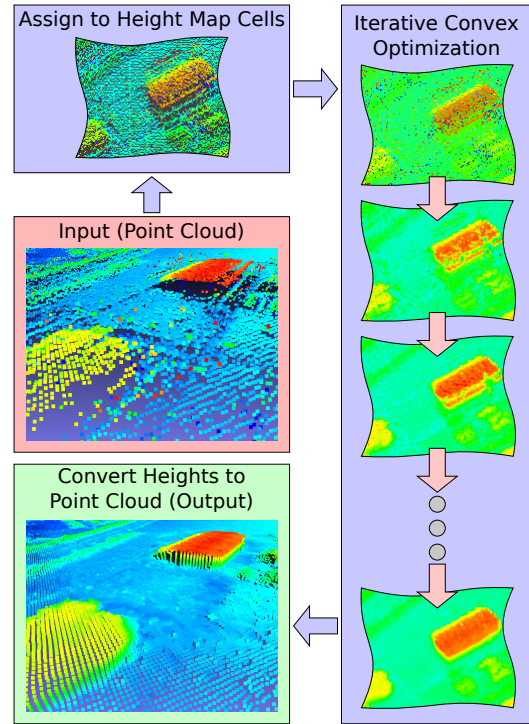 Assign to Height Map Cells
Iterative Convex
Optimization
Input (Point Cloud)
Convert Heights to
Point Cloud (Output)